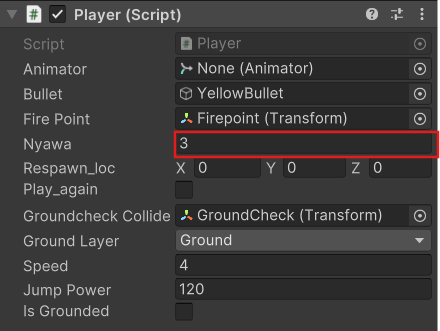 Player (Script)
Script Player
Animator None (Animator)
Bullet YellowBullet
Fire Point Firepoint (Transform)
Nyawa 3
Respawn_loc X 0 Y 0 Z 0
Play_again
Groundcheck Collide GroundCheck (Transform)
Ground Layer Ground
Speed 4
Jump Power 120
Is Grounded